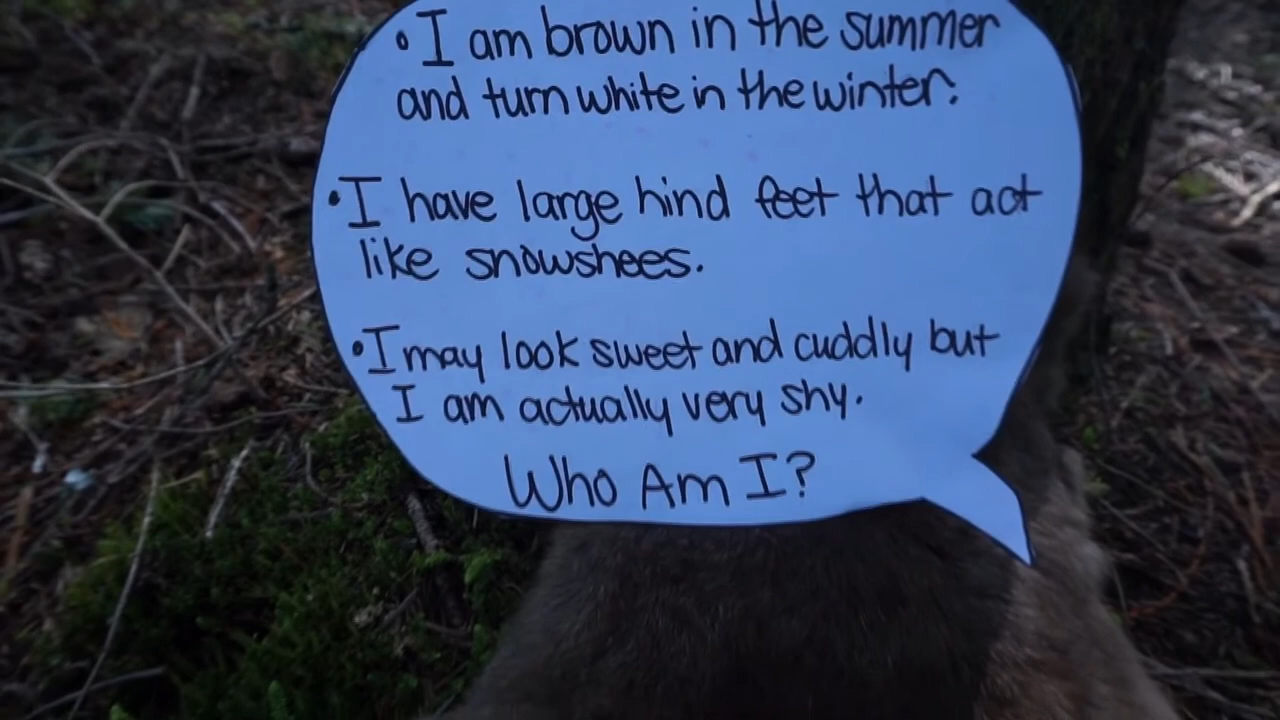 • I am brown in the summer
and turn white in the winter.
• I have large hind feet that act
like snowshees.
• I may look sweet and cuddly but
I am actually very shy.
Who Am I?